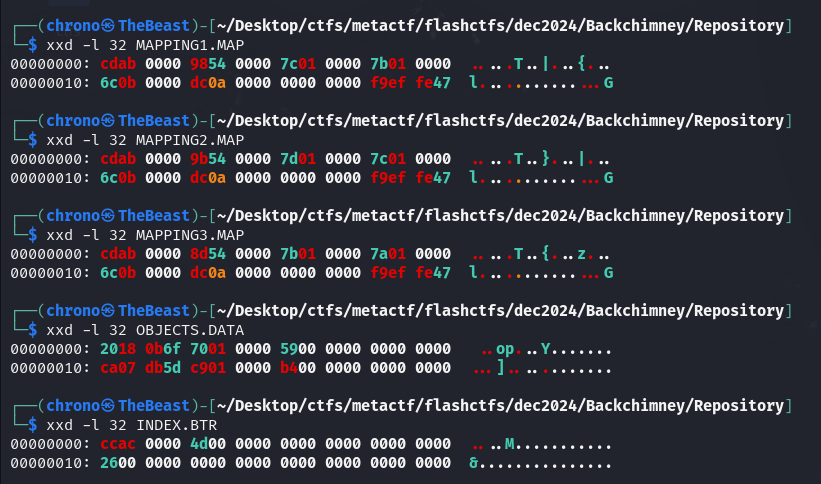 ┌──(chrono㉿TheBeast)-[~/Desktop/ctfs/metactf/flashctfs/dec2024/Backchimney/Repository]
└─$ xxd -l 32 MAPPING1.MAP
00000000: cdab 0000 9854 0000 7c01 0000 7b01 0000  .....T..|...{...
00000010: 6c0b 0000 dc0a 0000 0000 0000 f9ef fe47  l..............G
┌──(chrono㉿TheBeast)-[~/Desktop/ctfs/metactf/flashctfs/dec2024/Backchimney/Repository]
└─$ xxd -l 32 MAPPING2.MAP
00000000: cdab 0000 9b54 0000 7d01 0000 7c01 0000  .....T..}...|...
00000010: 6c0b 0000 dc0a 0000 0000 0000 f9ef fe47  l..............G
┌──(chrono㉿TheBeast)-[~/Desktop/ctfs/metactf/flashctfs/dec2024/Backchimney/Repository]
└─$ xxd -l 32 MAPPING3.MAP
00000000: cdab 0000 8d54 0000 7b01 0000 7a01 0000  .....T..{...z...
00000010: 6c0b 0000 dc0a 0000 0000 0000 f9ef fe47  l..............G
┌──(chrono㉿TheBeast)-[~/Desktop/ctfs/metactf/flashctfs/dec2024/Backchimney/Repository]
└─$ xxd -l 32 OBJECTS.DATA
00000000: 2018 0b6f 7001 0000 5900 0000 0000 0000   ..op...Y.......
00000010: ca07 db5d c901 0000 b400 0000 0000 0000  ...]............
┌──(chrono㉿TheBeast)-[~/Desktop/ctfs/metactf/flashctfs/dec2024/Backchimney/Repository]
└─$ xxd -l 32 INDEX.BTR
00000000: ccac 0000 4d00 0000 0000 0000 0000 0000  ....M...........
00000010: 2600 0000 0000 0000 0000 0000 0000 0000  &...............